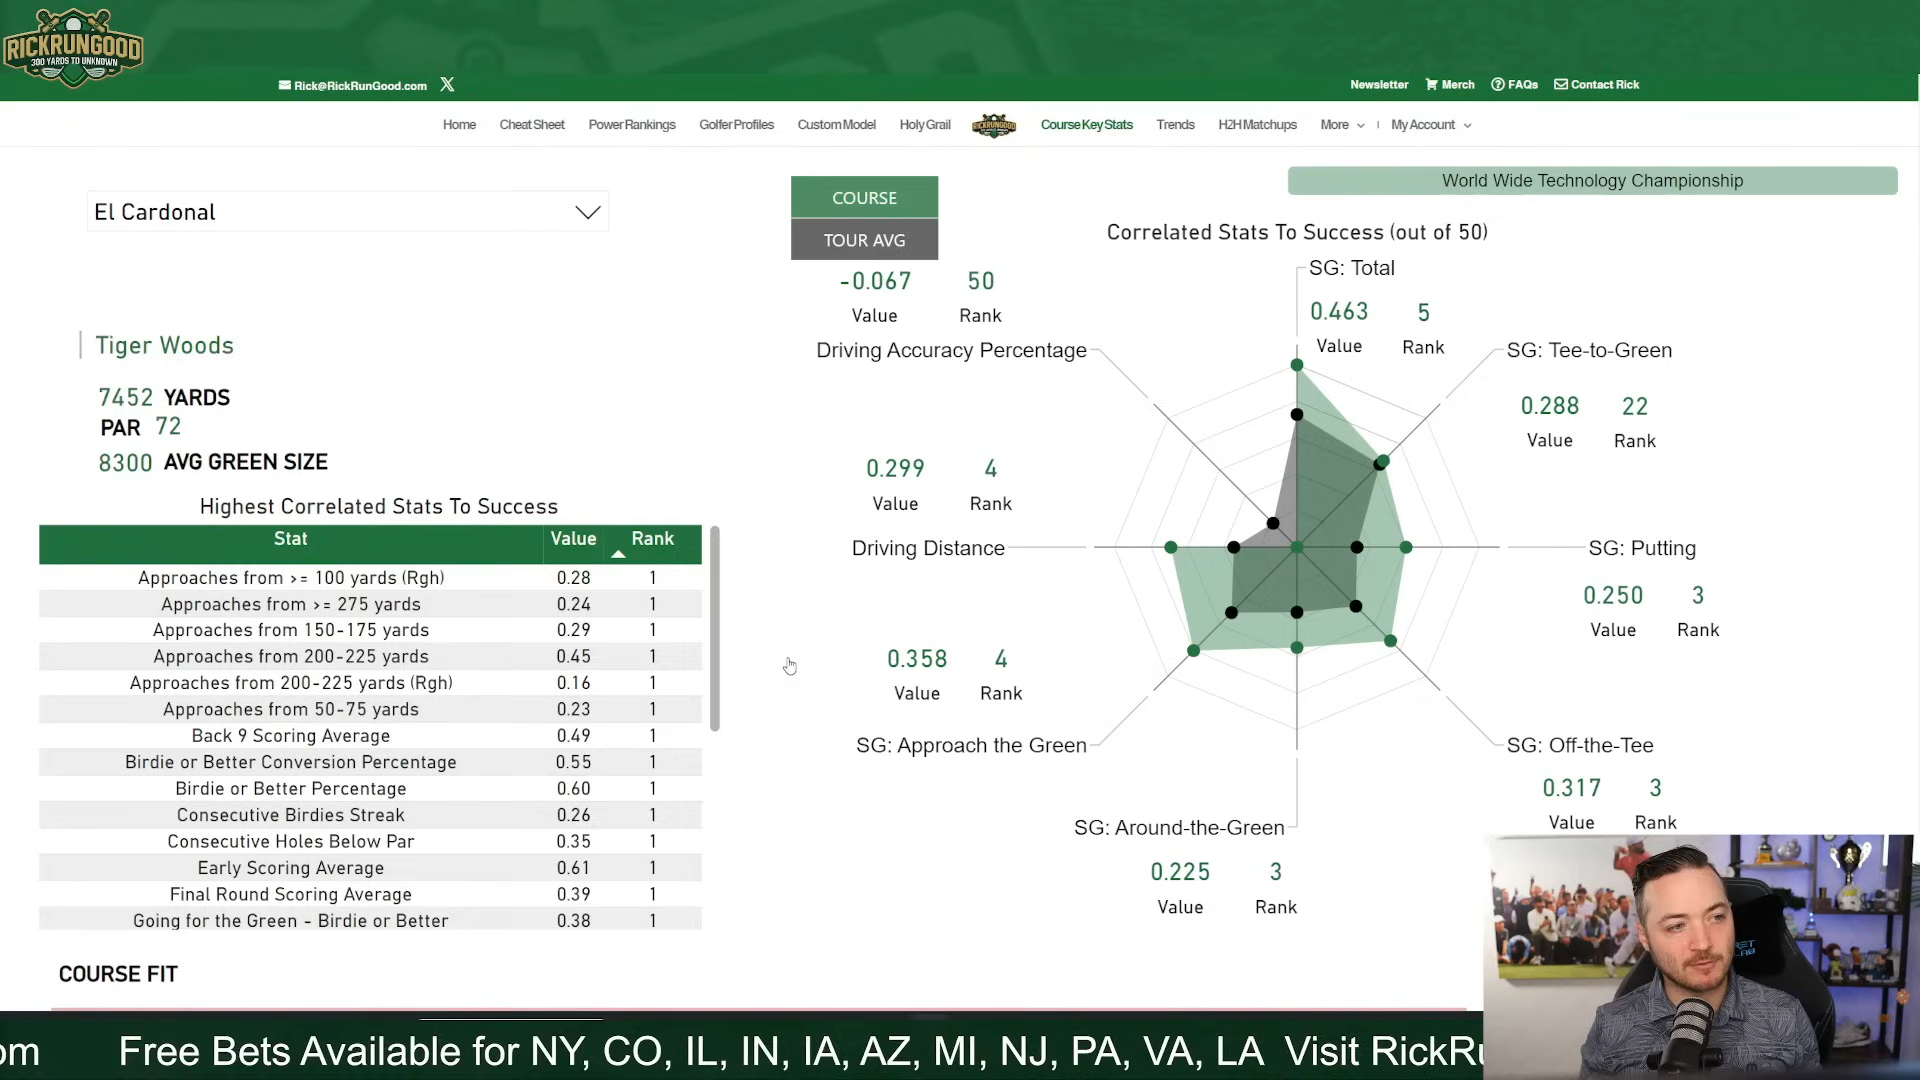 RICKRUNGOOD
300 YARDS TO UNKNOWN
Rick@RickRunGood.com
Newsletter Merch FAQs Contact Rick
Home Cheat Sheet Power Rankings Golfer Profiles Custom Model Holy Grail RICKRUNGOOD Course Key Stats Trends H2H Matchups More My Account
El Cardonal
COURSE
TOUR AVG
World Wide Technology Championship
Correlated Stats To Success (out of 50)
Tiger Woods
7452 YARDS
PAR 72
8300 AVG GREEN SIZE
Highest Correlated Stats To Success
Stat Value Rank
Approaches from >= 100 yards (Rgh) 0.28 1
Approaches from >= 275 yards 0.24 1
Approaches from 150-175 yards 0.29 1
Approaches from 200-225 yards 0.45 1
Approaches from 200-225 yards (Rgh) 0.16 1
Approaches from 50-75 yards 0.23 1
Back 9 Scoring Average 0.49 1
Birdie or Better Conversion Percentage 0.55 1
Birdie or Better Percentage 0.60 1
Consecutive Birdies Streak 0.26 1
Consecutive Holes Below Par 0.35 1
Early Scoring Average 0.61 1
Final Round Scoring Average 0.39 1
Going for the Green - Birdie or Better 0.38 1
COURSE FIT
-0.067 50
Value Rank
Driving Accuracy Percentage
0.299 4
Value Rank
Driving Distance
0.358 4
Value Rank
SG: Approach the Green
SG: Around-the-Green
0.225 3
Value Rank
SG: Total
0.463 5
Value Rank
SG: Tee-to-Green
0.288 22
Value Rank
SG: Putting
0.250 3
Value Rank
SG: Off-the-Tee
0.317 3
Value Rank
om Free Bets Available for NY, CO, IL, IN, IA, AZ, MI, NJ, PA, VA, LA Visit RickRu